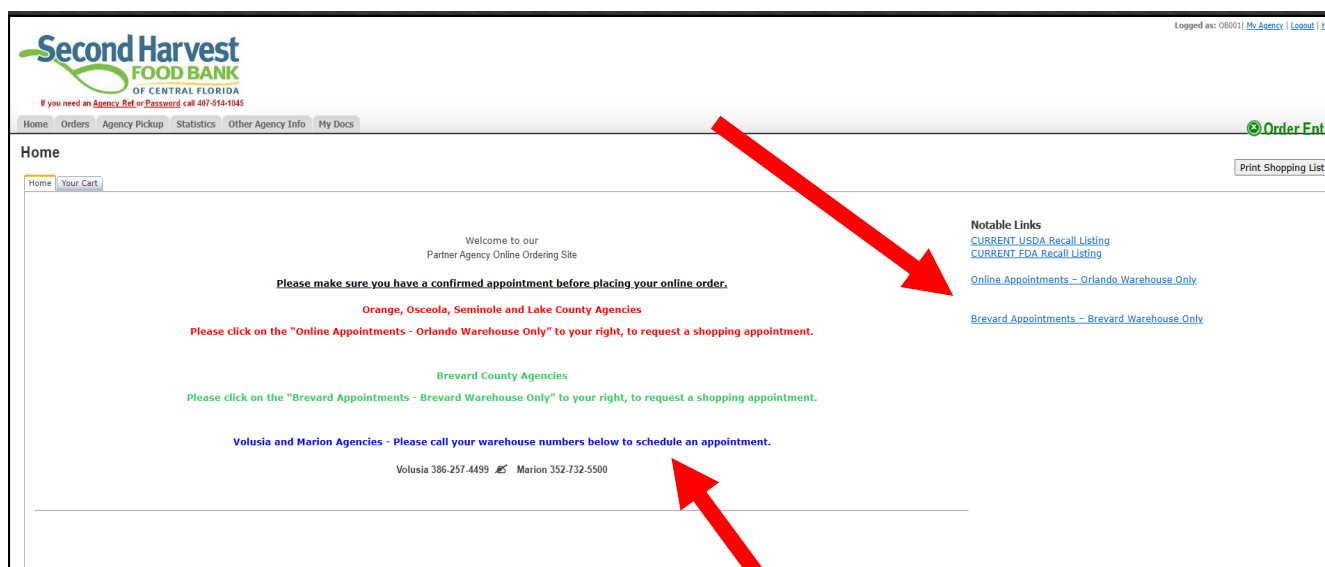 Logged as: OB001| My Agency | Logout |
Second Harvest
FOOD BANK
OF CENTRAL FLORIDA
If you need an Agency Ref or Password call 407-514-1045
Home Orders Agency Pickup Statistics Other Agency Info My Docs
Order Ent
Home
Print Shopping List
Home Your Cart
Welcome to our
Partner Agency Online Ordering Site
Please make sure you have a confirmed appointment before placing your online order.
Orange, Osceola, Seminole and Lake County Agencies
Please click on the "Online Appointments - Orlando Warehouse Only" to your right, to request a shopping appointment.
Brevard County Agencies
Please click on the "Brevard Appointments - Brevard Warehouse Only" to your right, to request a shopping appointment.
Volusia and Marion Agencies - Please call your warehouse numbers below to schedule an appointment.
Volusia 386-257-4499 Marion 352-732-5500
Notable Links
CURRENT USDA Recall Listing
CURRENT FDA Recall Listing
Online Appointments – Orlando Warehouse Only
Brevard Appointments – Brevard Warehouse Only